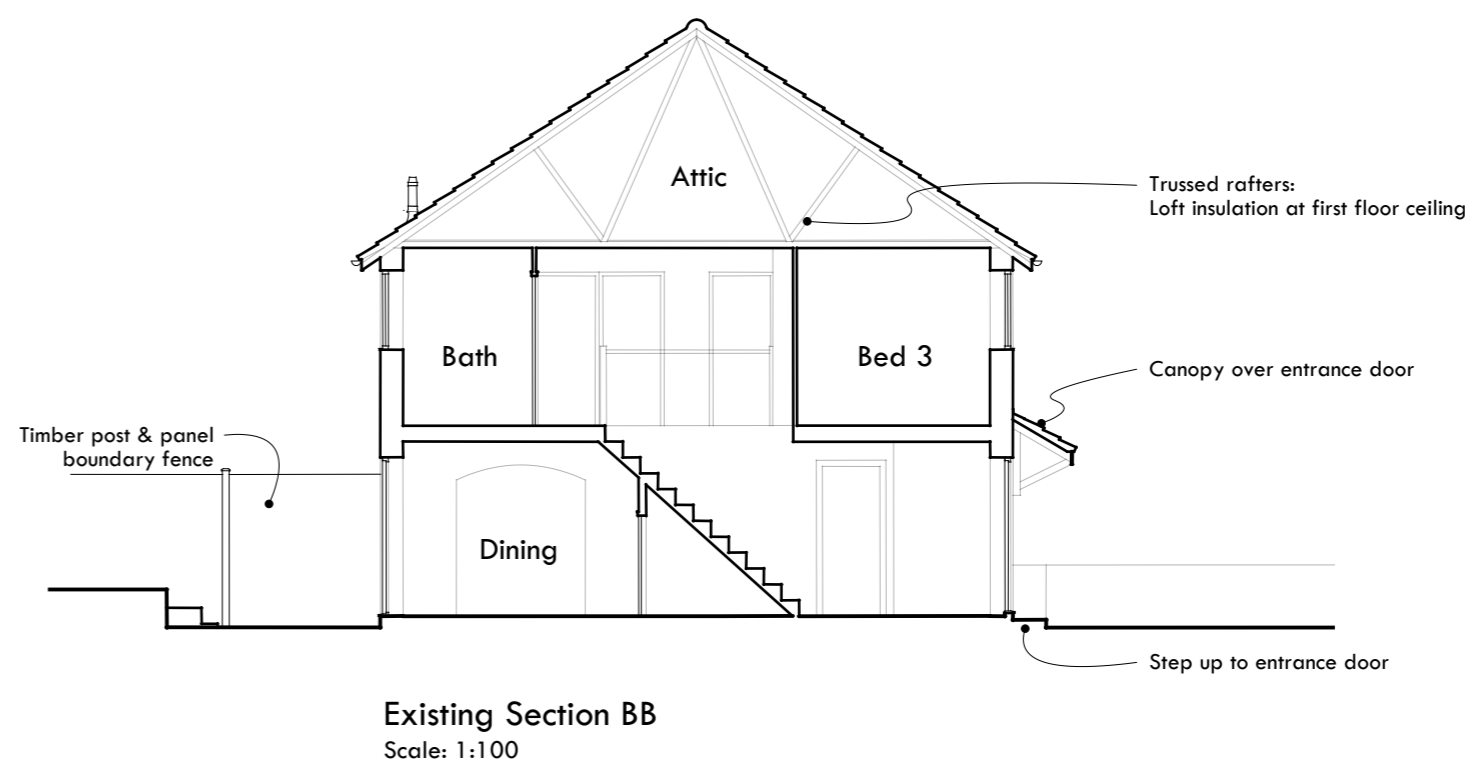 Attic
Trussed rafters:
Loft insulation at first floor ceiling
Bath
Bed 3
Canopy over entrance door
Timber post & panel
boundary fence
Dining
Step up to entrance door
Existing Section BB
Scale: 1:100